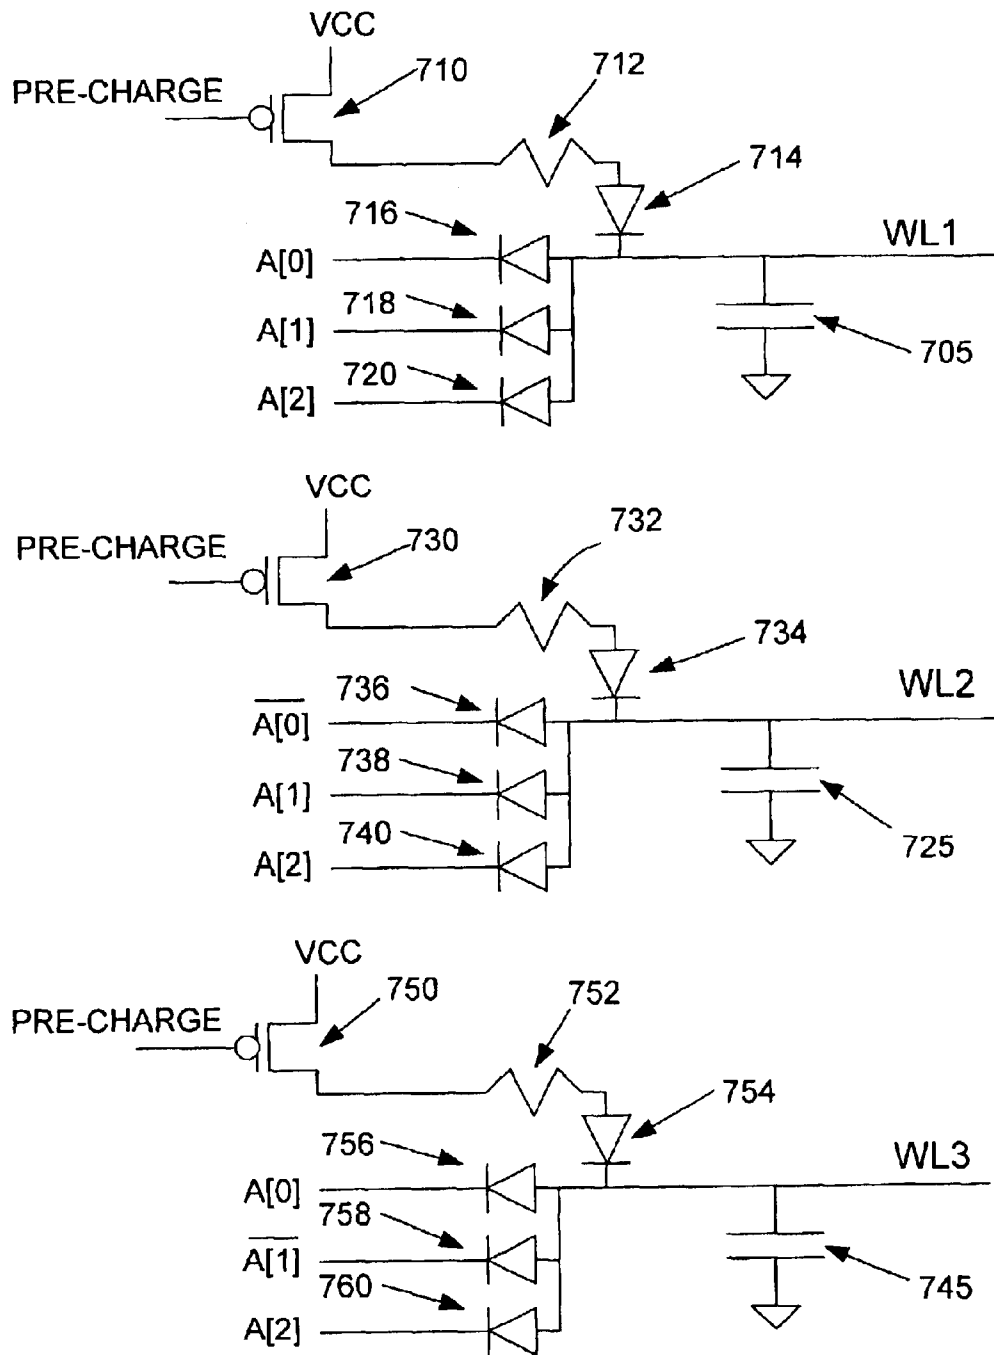 VCC
710
712
PRE-CHARGE
714
716
WL1
A[0]
718
A[1]
705
720
A[2]
VCC
732
730
PRE-CHARGE
734
736
WL2
A̅[̅0̅]̅
738
A[1]
740
725
A[2]
VCC
750
752
PRE-CHARGE
754
756
WL3
A[0]
758
A̅[̅1̅]̅
760
745
A[2]